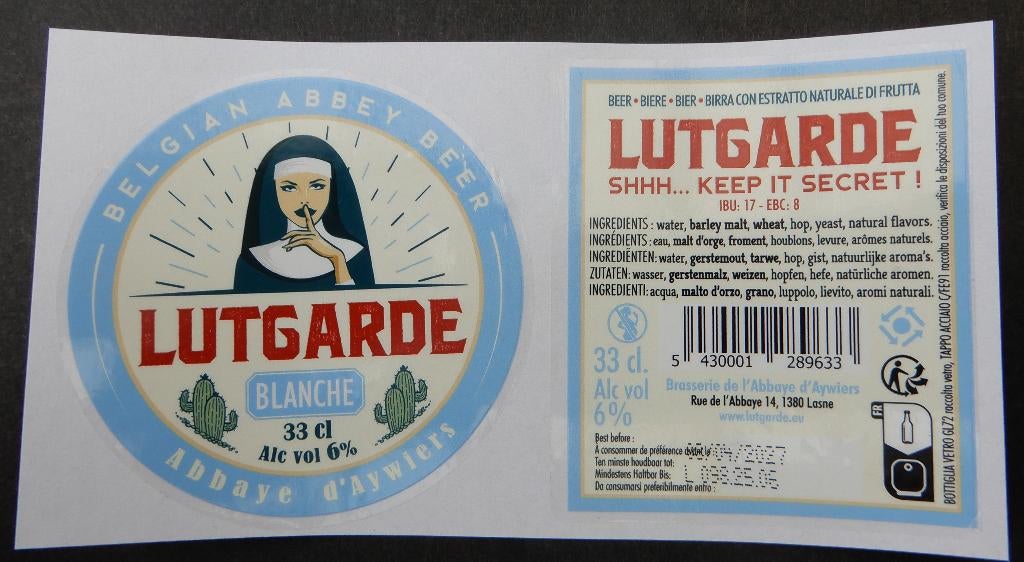 BELGIAN ABBEY BEER
LUTGARDE
BLANCHE
33 cl
Alc vol 6%
Abbaye d'Aywiers
BEER • BIERE • BIER • BIRRA CON ESTRATTO NATURALE DI FRUTTA
LUTGARDE
SHHH... KEEP IT SECRET !
IBU: 17 - EBC: 8
INGREDIENTS : water, barley malt, wheat, hop, yeast, natural flavors.
INGRÉDIENTS : eau, malt d'orge, froment, houblons, levure, arômes naturels.
INGREDIËNTEN: water, gerstemout, tarwe, hop, gist, natuurlijke aroma's.
ZUTATEN: wasser, gerstenmalz, weizen, hopfen, hefe, natürliche aromen.
INGREDIENTI: acqua, malto d'orzo, grano, luppolo, lievito, aromi naturali.
33 cl.
Alc vol
6%
5 430001 289633
Brasserie de l'Abbaye d'Aywiers
Rue de l'Abbaye 14, 1380 Lasne
www.lutgarde.eu
FR
Best before :
À consommer de préférence avant le :
Ten minste houdbaar tot:
Mindestens Haltbar Bis:
Da consumarsi preferibilmente entro :
/04/2027
BOTTIGLIA VETRO GL72 raccolta vetro, TAPPO ACCIAIO C/FE91 raccolta acciaio, verifica le disposizioni del tuo comune.